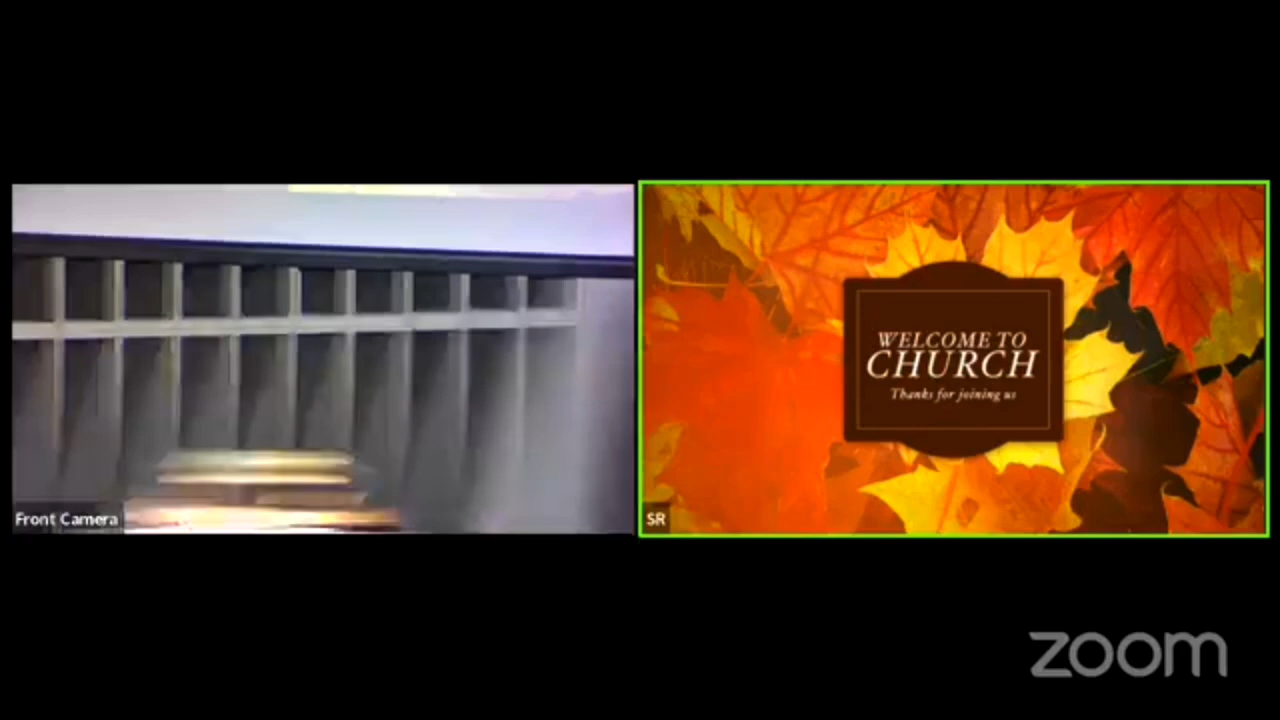 WELCOME TO
CHURCH
Thanks for joining us
Front Camera
SR
zoom